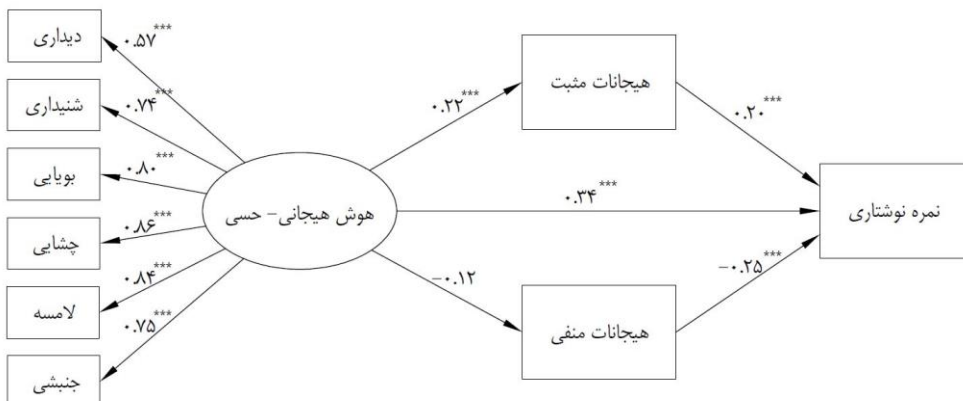 دیداری
شنیداری
بویایی
چشایی
لامسه
جنبشی
۰.۵۷***
۰.۷۴***
۰.۸۰***
۰.۸۶***
۰.۸۴***
۰.۷۵***
هوش هیجانی- حسی
۰.۲۲***
۰.۳۴***
-۰.۱۲
هیجانات مثبت
هیجانات منفی
۰.۲۰***
-۰.۲۵***
نمره نوشتاری